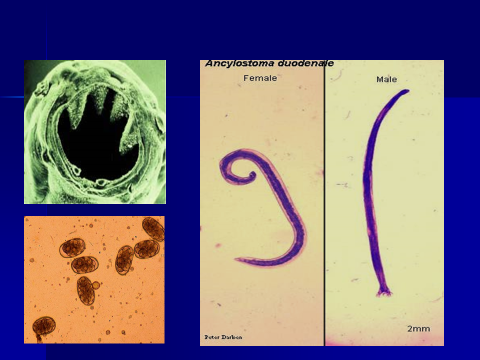 Ancylostoma duodenale
Female
Male
2mm
Peter Darben